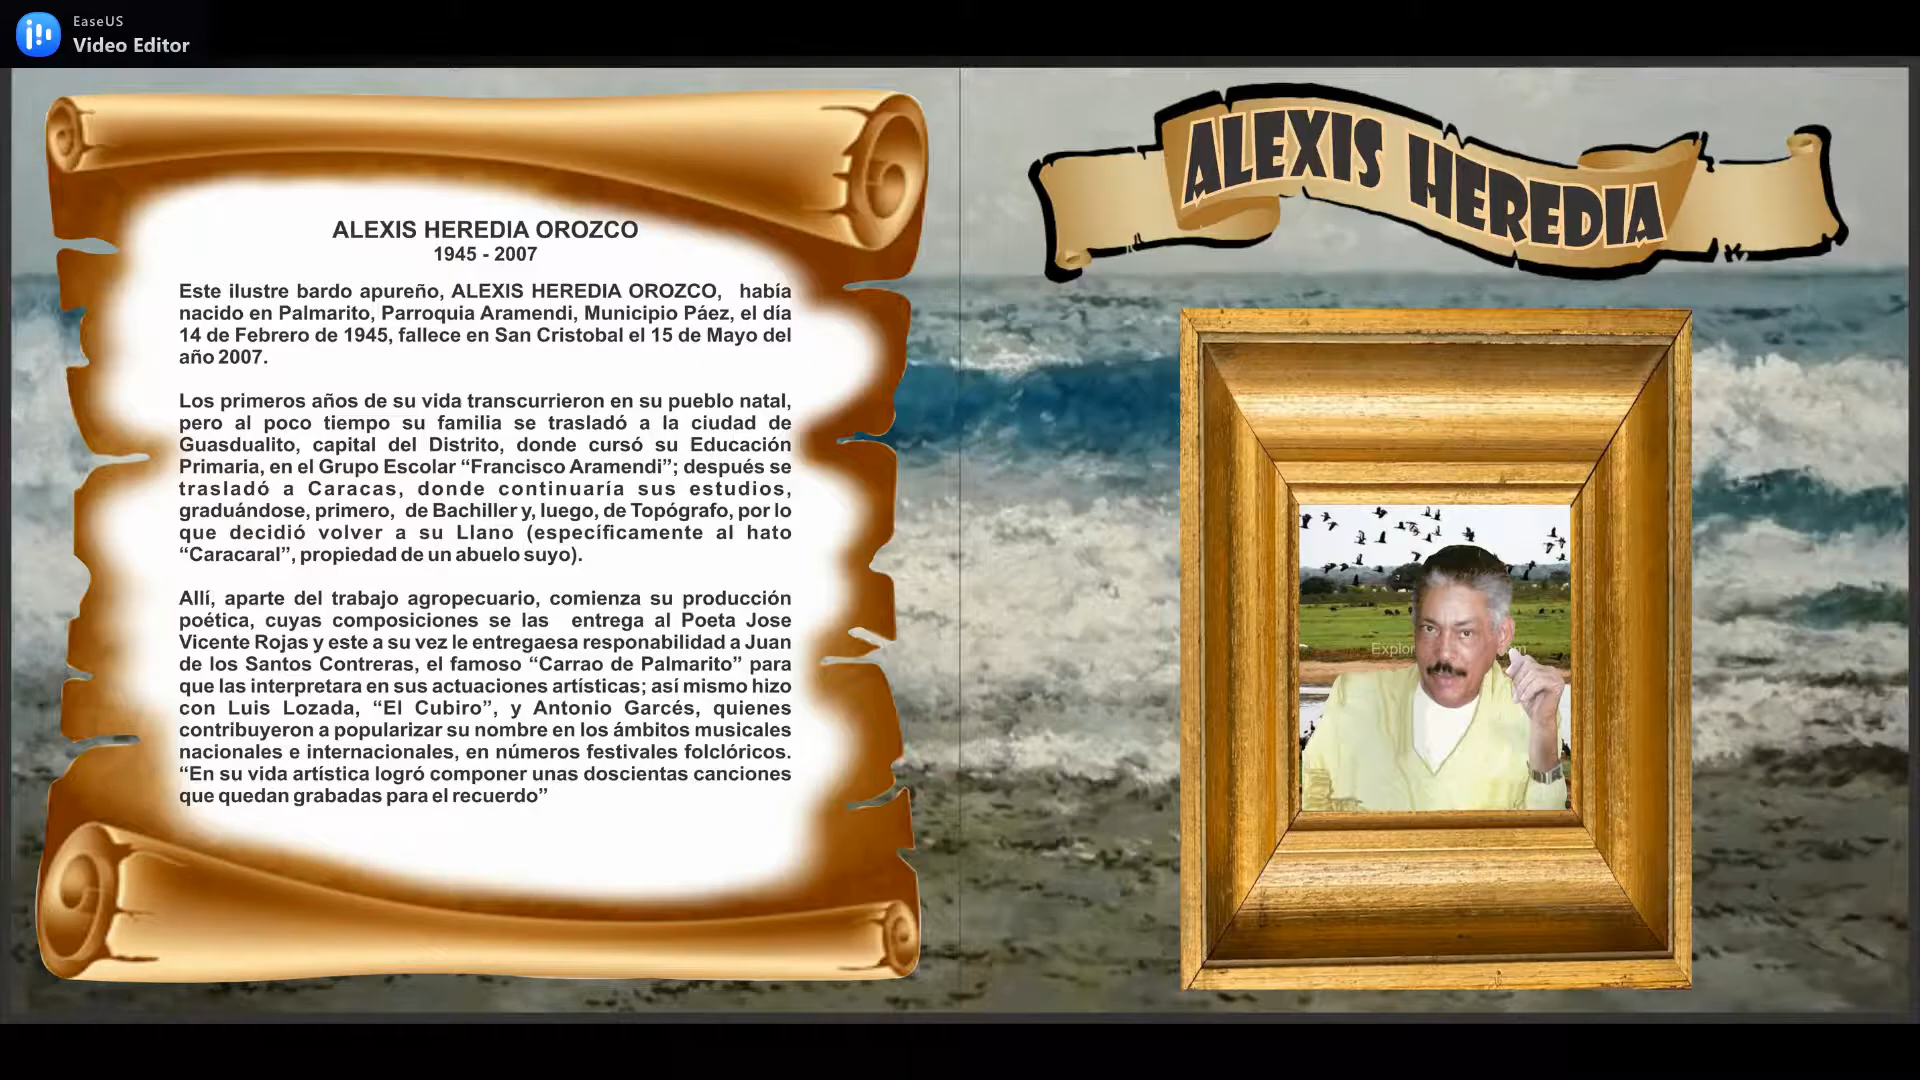 EaseUS
Video Editor
ALEXIS HEREDIA OROZCO
1945 - 2007
Este ilustre bardo apureño, ALEXIS HEREDIA OROZCO, había
nacido en Palmarito, Parroquia Aramendi, Municipio Páez, el día
14 de Febrero de 1945, fallece en San Cristobal el 15 de Mayo del
año 2007.
Los primeros años de su vida transcurrieron en su pueblo natal,
pero al poco tiempo su familia se trasladó a la ciudad de
Guasdualito, capital del Distrito, donde cursó su Educación
Primaria, en el Grupo Escolar “Francisco Aramendi”; después se
trasladó a Caracas, donde continuaría sus estudios,
graduándose, primero, de Bachiller y, luego, de Topógrafo, por lo
que decidió volver a su Llano (específicamente al hato
“Caracaral”, propiedad de un abuelo suyo).
Allí, aparte del trabajo agropecuario, comienza su producción
poética, cuyas composiciones se las entrega al Poeta Jose
Vicente Rojas y este a su vez le entregaesa responabilidad a Juan
de los Santos Contreras, el famoso “Carrao de Palmarito” para
que las interpretara en sus actuaciones artísticas; así mismo hizo
con Luis Lozada, “El Cubiro”, y Antonio Garcés, quienes
contribuyeron a popularizar su nombre en los ámbitos musicales
nacionales e internacionales, en números festivales folclóricos.
“En su vida artística logró componer unas doscientas canciones
que quedan grabadas para el recuerdo”
ALEXIS HEREDIA